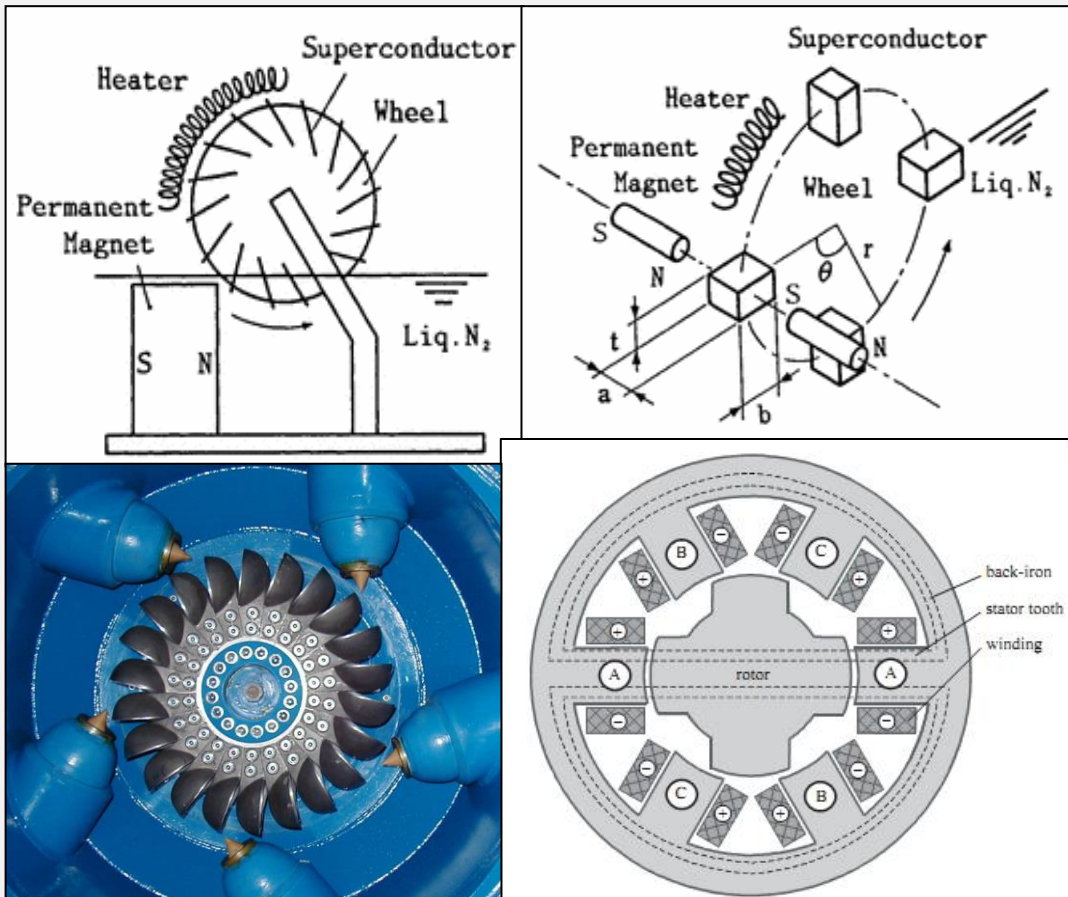 Superconductor
Heater
Wheel
Permanent
Magnet
S
N
Liq.N₂
Superconductor
Heater
Permanent
Magnet
Wheel
Liq.N₂
S
N
r
θ
S
N
t
a
b
B
−
−
C
+
+
back-iron
+
+
stator tooth
winding
A
rotor
A
−
−
−
−
C
B
+
+